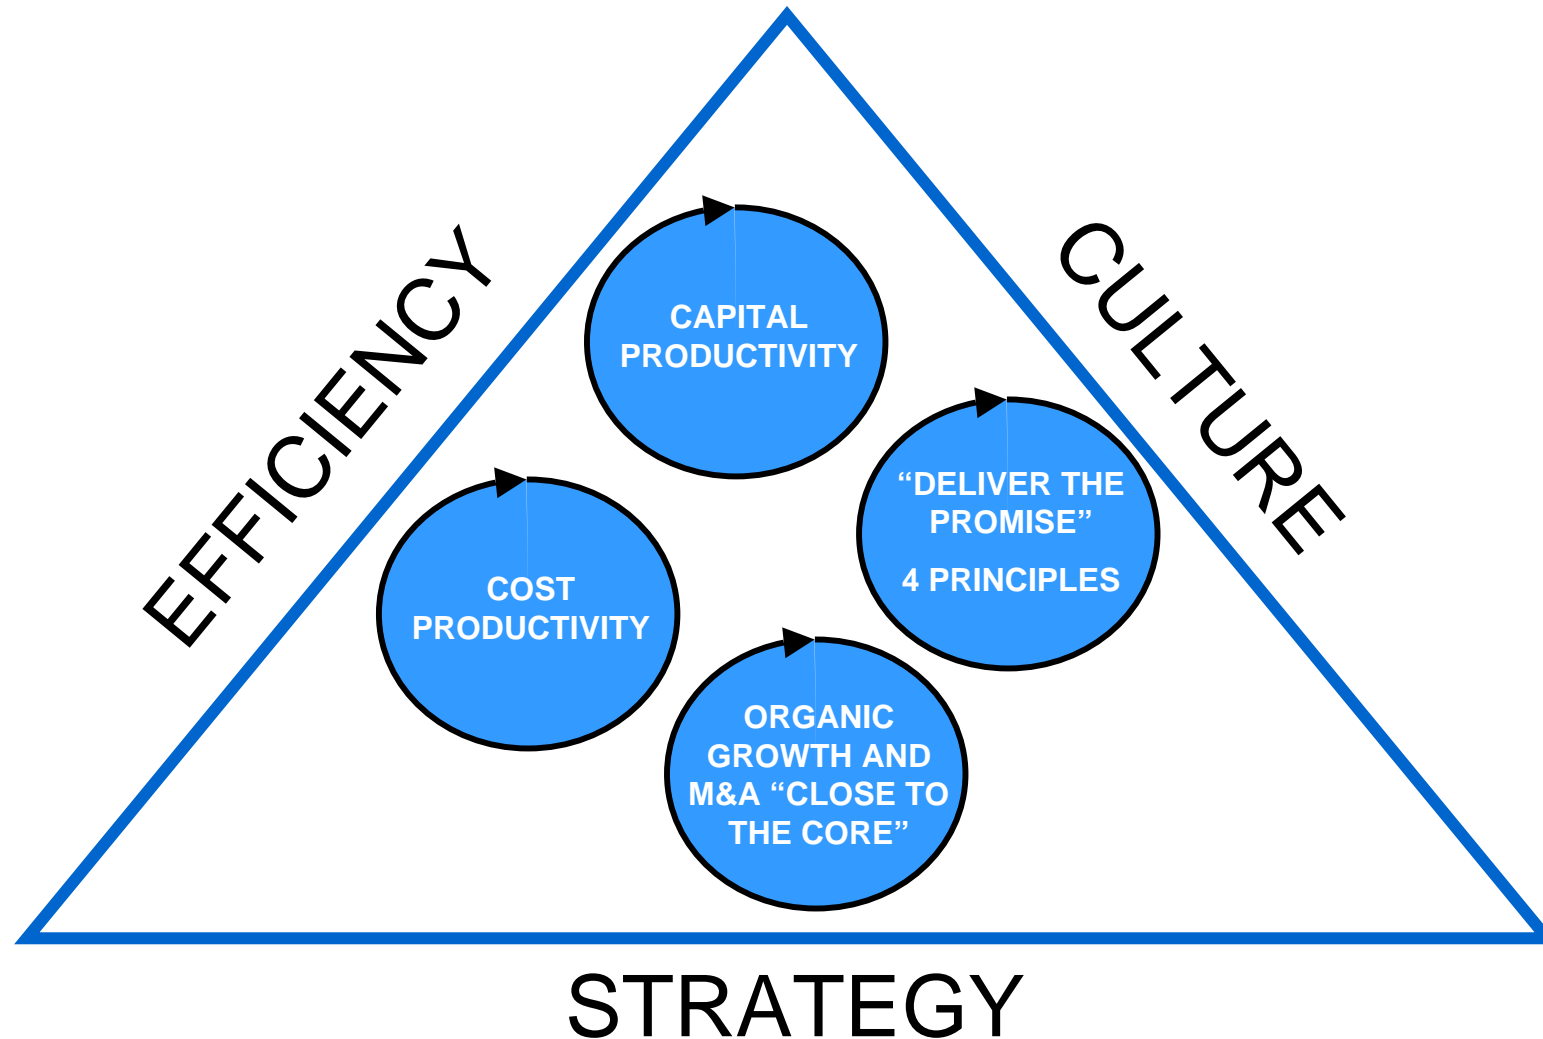 EFFICIENCY
CULTURE
CAPITAL
PRODUCTIVITY
“DELIVER THE
PROMISE”
4 PRINCIPLES
COST
PRODUCTIVITY
ORGANIC
GROWTH AND
M&A “CLOSE TO
THE CORE”
STRATEGY